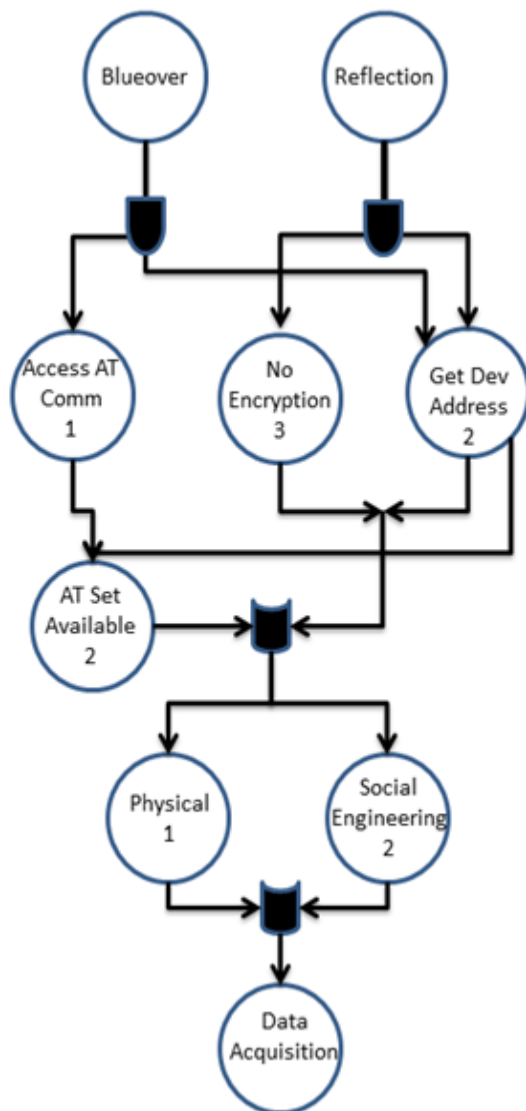 Blueover
Reflection
Access AT
Comm
1
No
Encryption
3
Get Dev
Address
2
AT Set
Available
2
Physical
1
Social
Engineering
2
Data
Acquisition